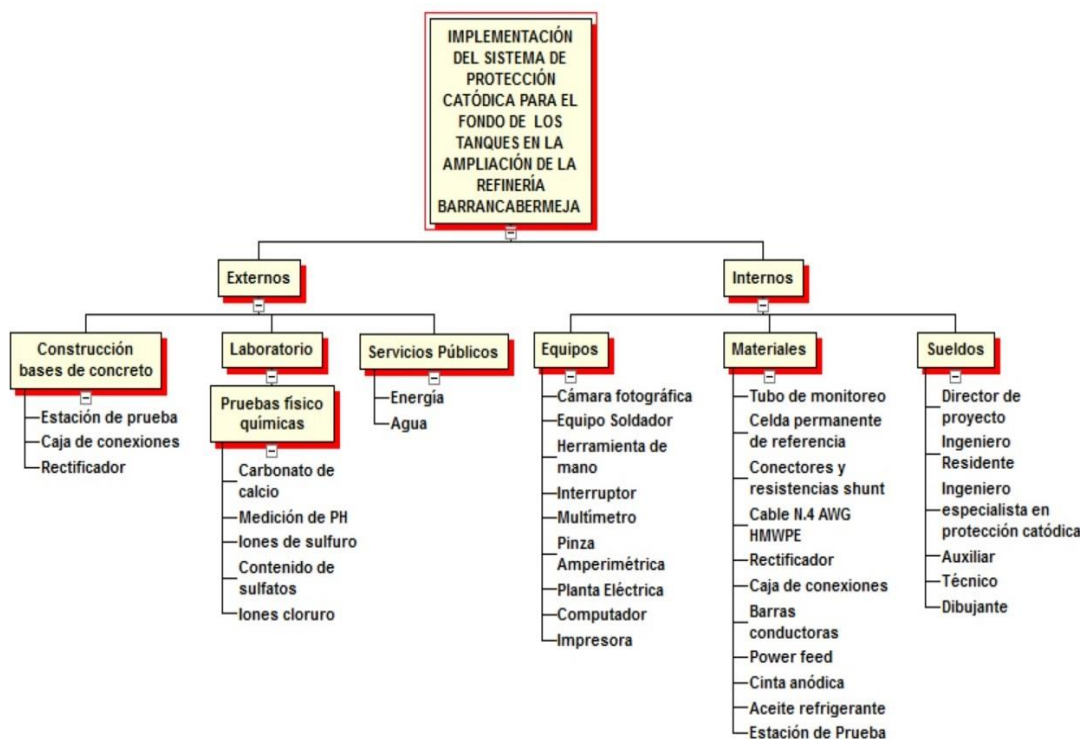 IMPLEMENTACIÓN
DEL SISTEMA DE
PROTECCIÓN
CATÓDICA PARA EL
FONDO DE LOS
TANQUES EN LA
AMPLIACIÓN DE LA
REFINERÍA
BARRANCABERMEJA
Externos
Internos
Construcción
bases de concreto
Estación de prueba
Caja de conexiones
Rectificador
Laboratorio
Pruebas físico
químicas
Carbonato de
calcio
Medición de PH
Iones de sulfuro
Contenido de
sulfatos
Iones cloruro
Servicios Públicos
Energía
Agua
Equipos
Cámara fotográfica
Equipo Soldador
Herramienta de
mano
Interruptor
Multímetro
Pinza
Amperimétrica
Planta Eléctrica
Computador
Impresora
Materiales
Tubo de monitoreo
Celda permanente
de referencia
Conectores y
resistencias shunt
Cable N.4 AWG
HMWPE
Rectificador
Caja de conexiones
Barras
conductoras
Power feed
Cinta anódica
Aceite refrigerante
Estación de Prueba
Sueldos
Director de
proyecto
Ingeniero
Residente
Ingeniero
especialista en
protección catódica
Auxiliar
Técnico
Dibujante